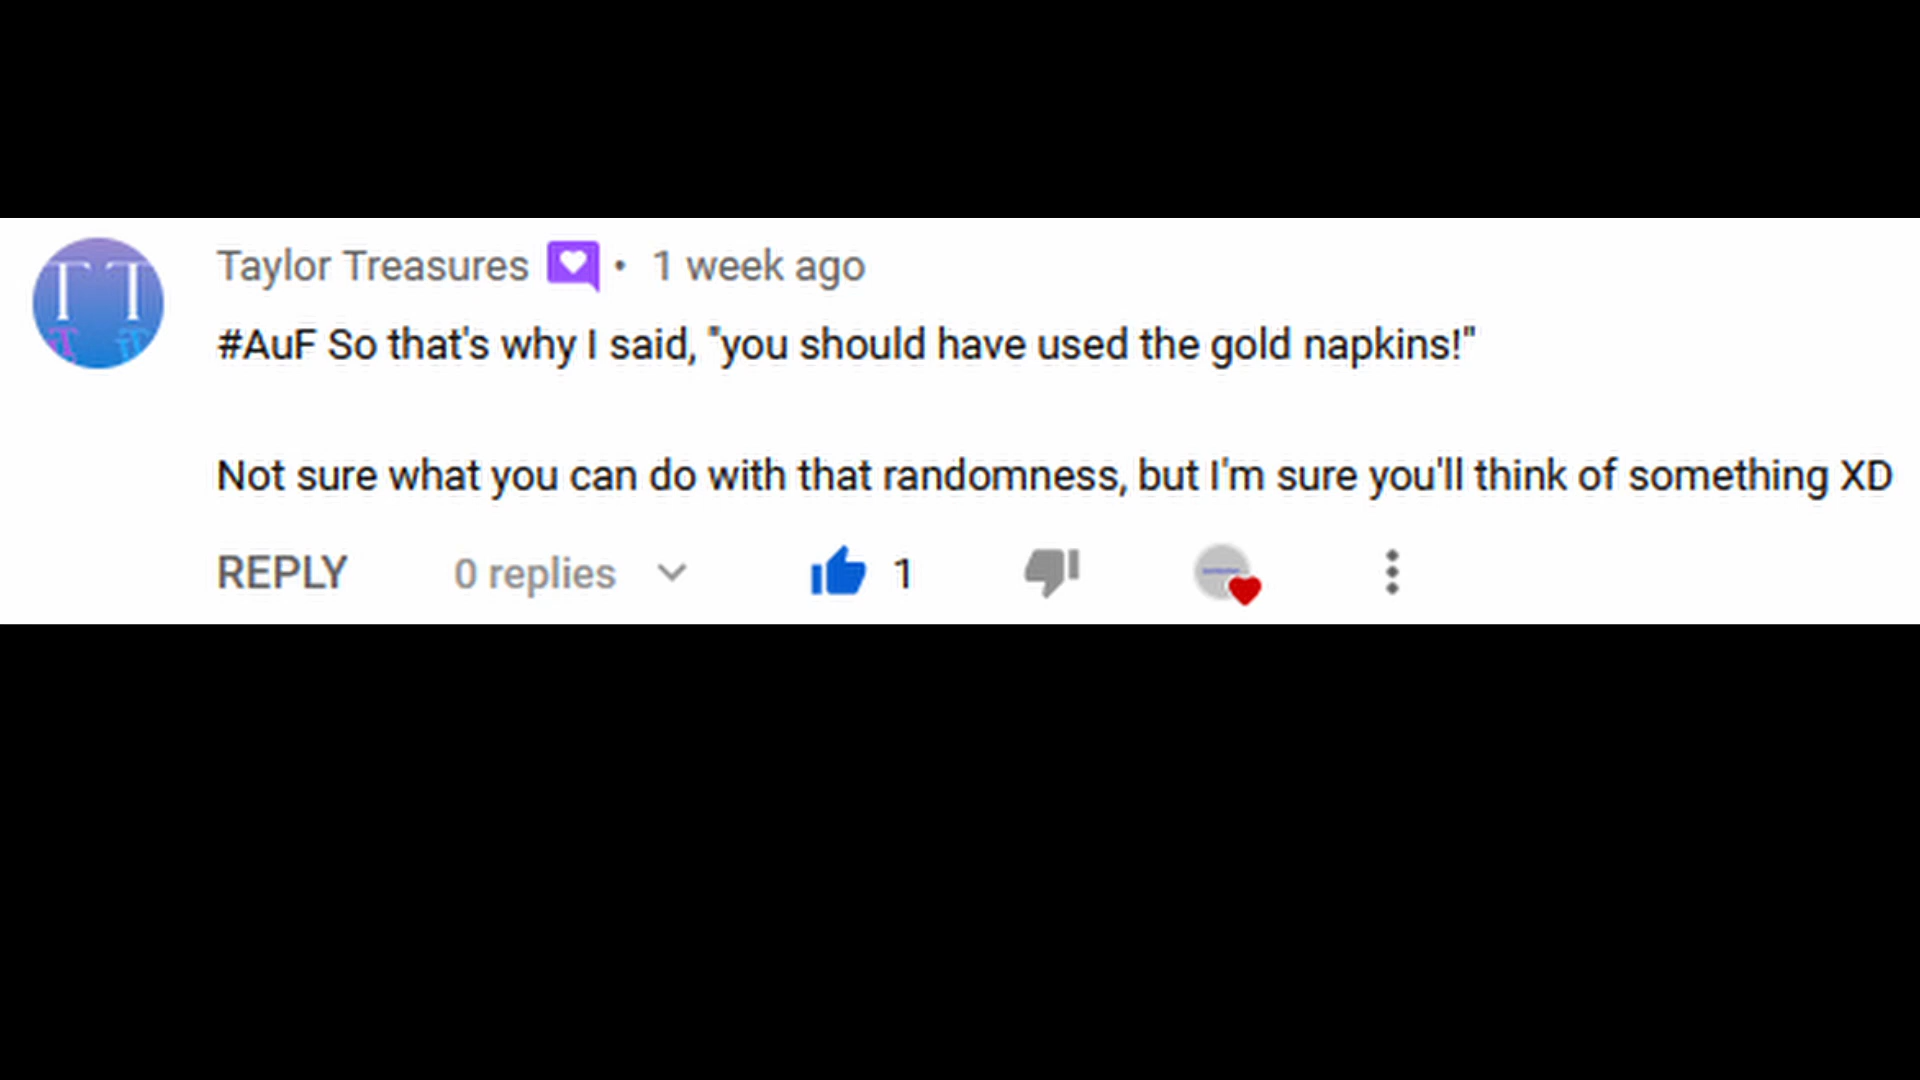 TT
Taylor Treasures • 1 week ago
#AuF So that's why I said, "you should have used the gold napkins!"
Not sure what you can do with that randomness, but I'm sure you'll think of something XD
REPLY 0 replies 1